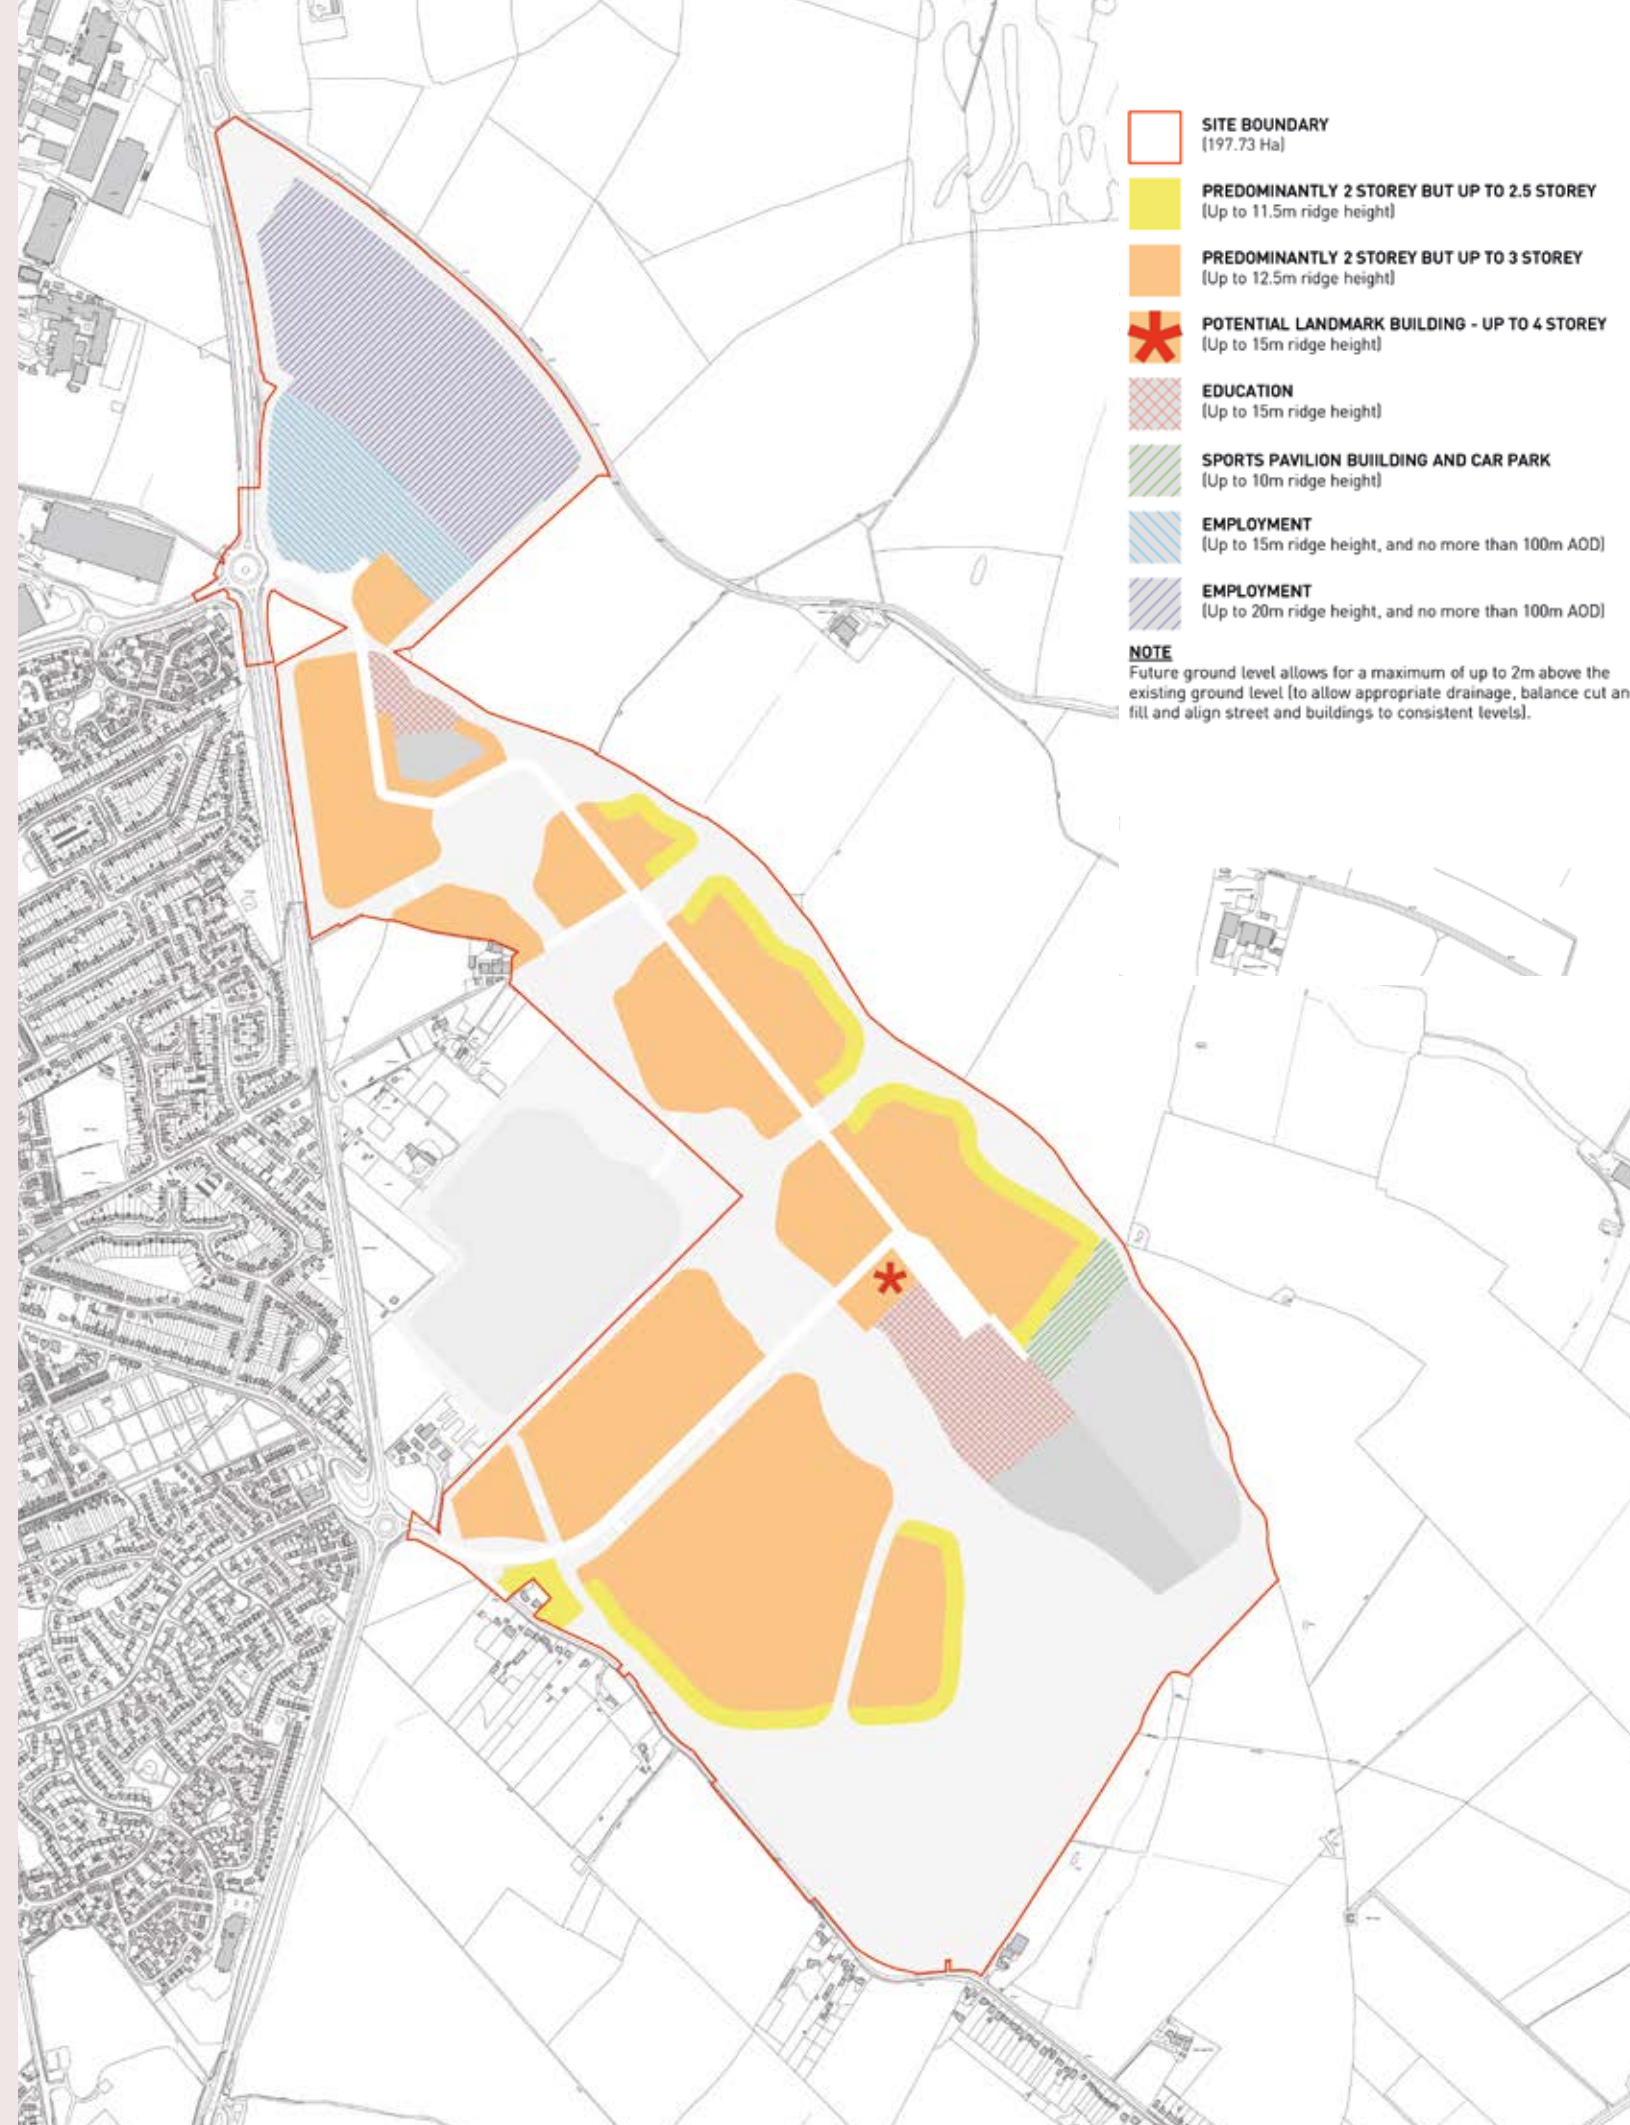 SITE BOUNDARY
(197.73 Ha)
PREDOMINANTLY 2 STOREY BUT UP TO 2.5 STOREY
(Up to 11.5m ridge height)
PREDOMINANTLY 2 STOREY BUT UP TO 3 STOREY
(Up to 12.5m ridge height)
POTENTIAL LANDMARK BUILDING - UP TO 4 STOREY
(Up to 15m ridge height)
EDUCATION
(Up to 15m ridge height)
SPORTS PAVILION BUIILDING AND CAR PARK
(Up to 10m ridge height)
EMPLOYMENT
(Up to 15m ridge height, and no more than 100m AOD)
EMPLOYMENT
(Up to 20m ridge height, and no more than 100m AOD)
NOTE
Future ground level allows for a maximum of up to 2m above the
existing ground level (to allow appropriate drainage, balance cut an
fill and align street and buildings to consistent levels).